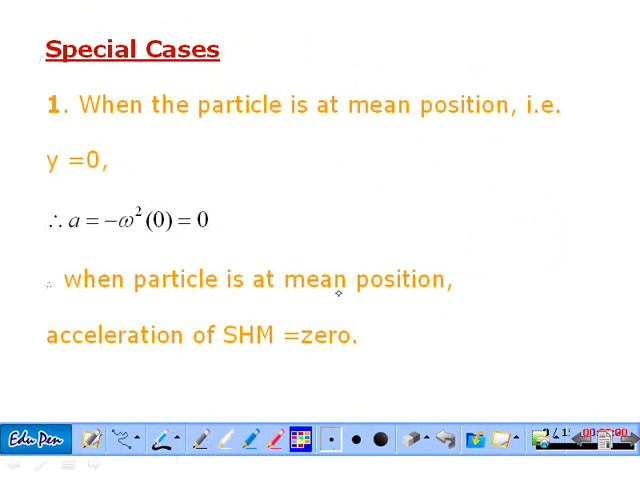 Special Cases
1. When the particle is at mean position, i.e.
y =0,
∴ a = −ω²(0) = 0
∴ when particle is at mean position,
acceleration of SHM =zero.
Edu Pen